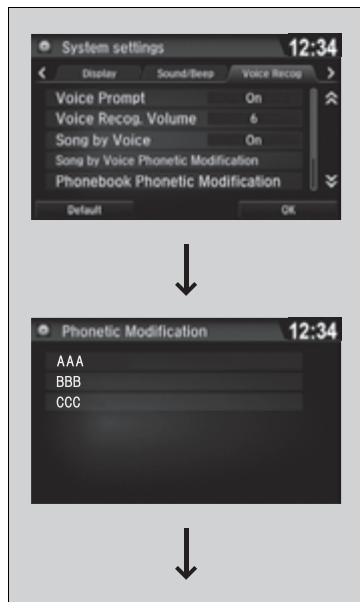 System settings 12:34
Display Sound/Beep Voice Recog
Voice Prompt On
Voice Recog. Volume 6
Song by Voice On
Song by Voice Phonetic Modification
Phonebook Phonetic Modification
Default OK
Phonetic Modification 12:34
AAA
BBB
CCC